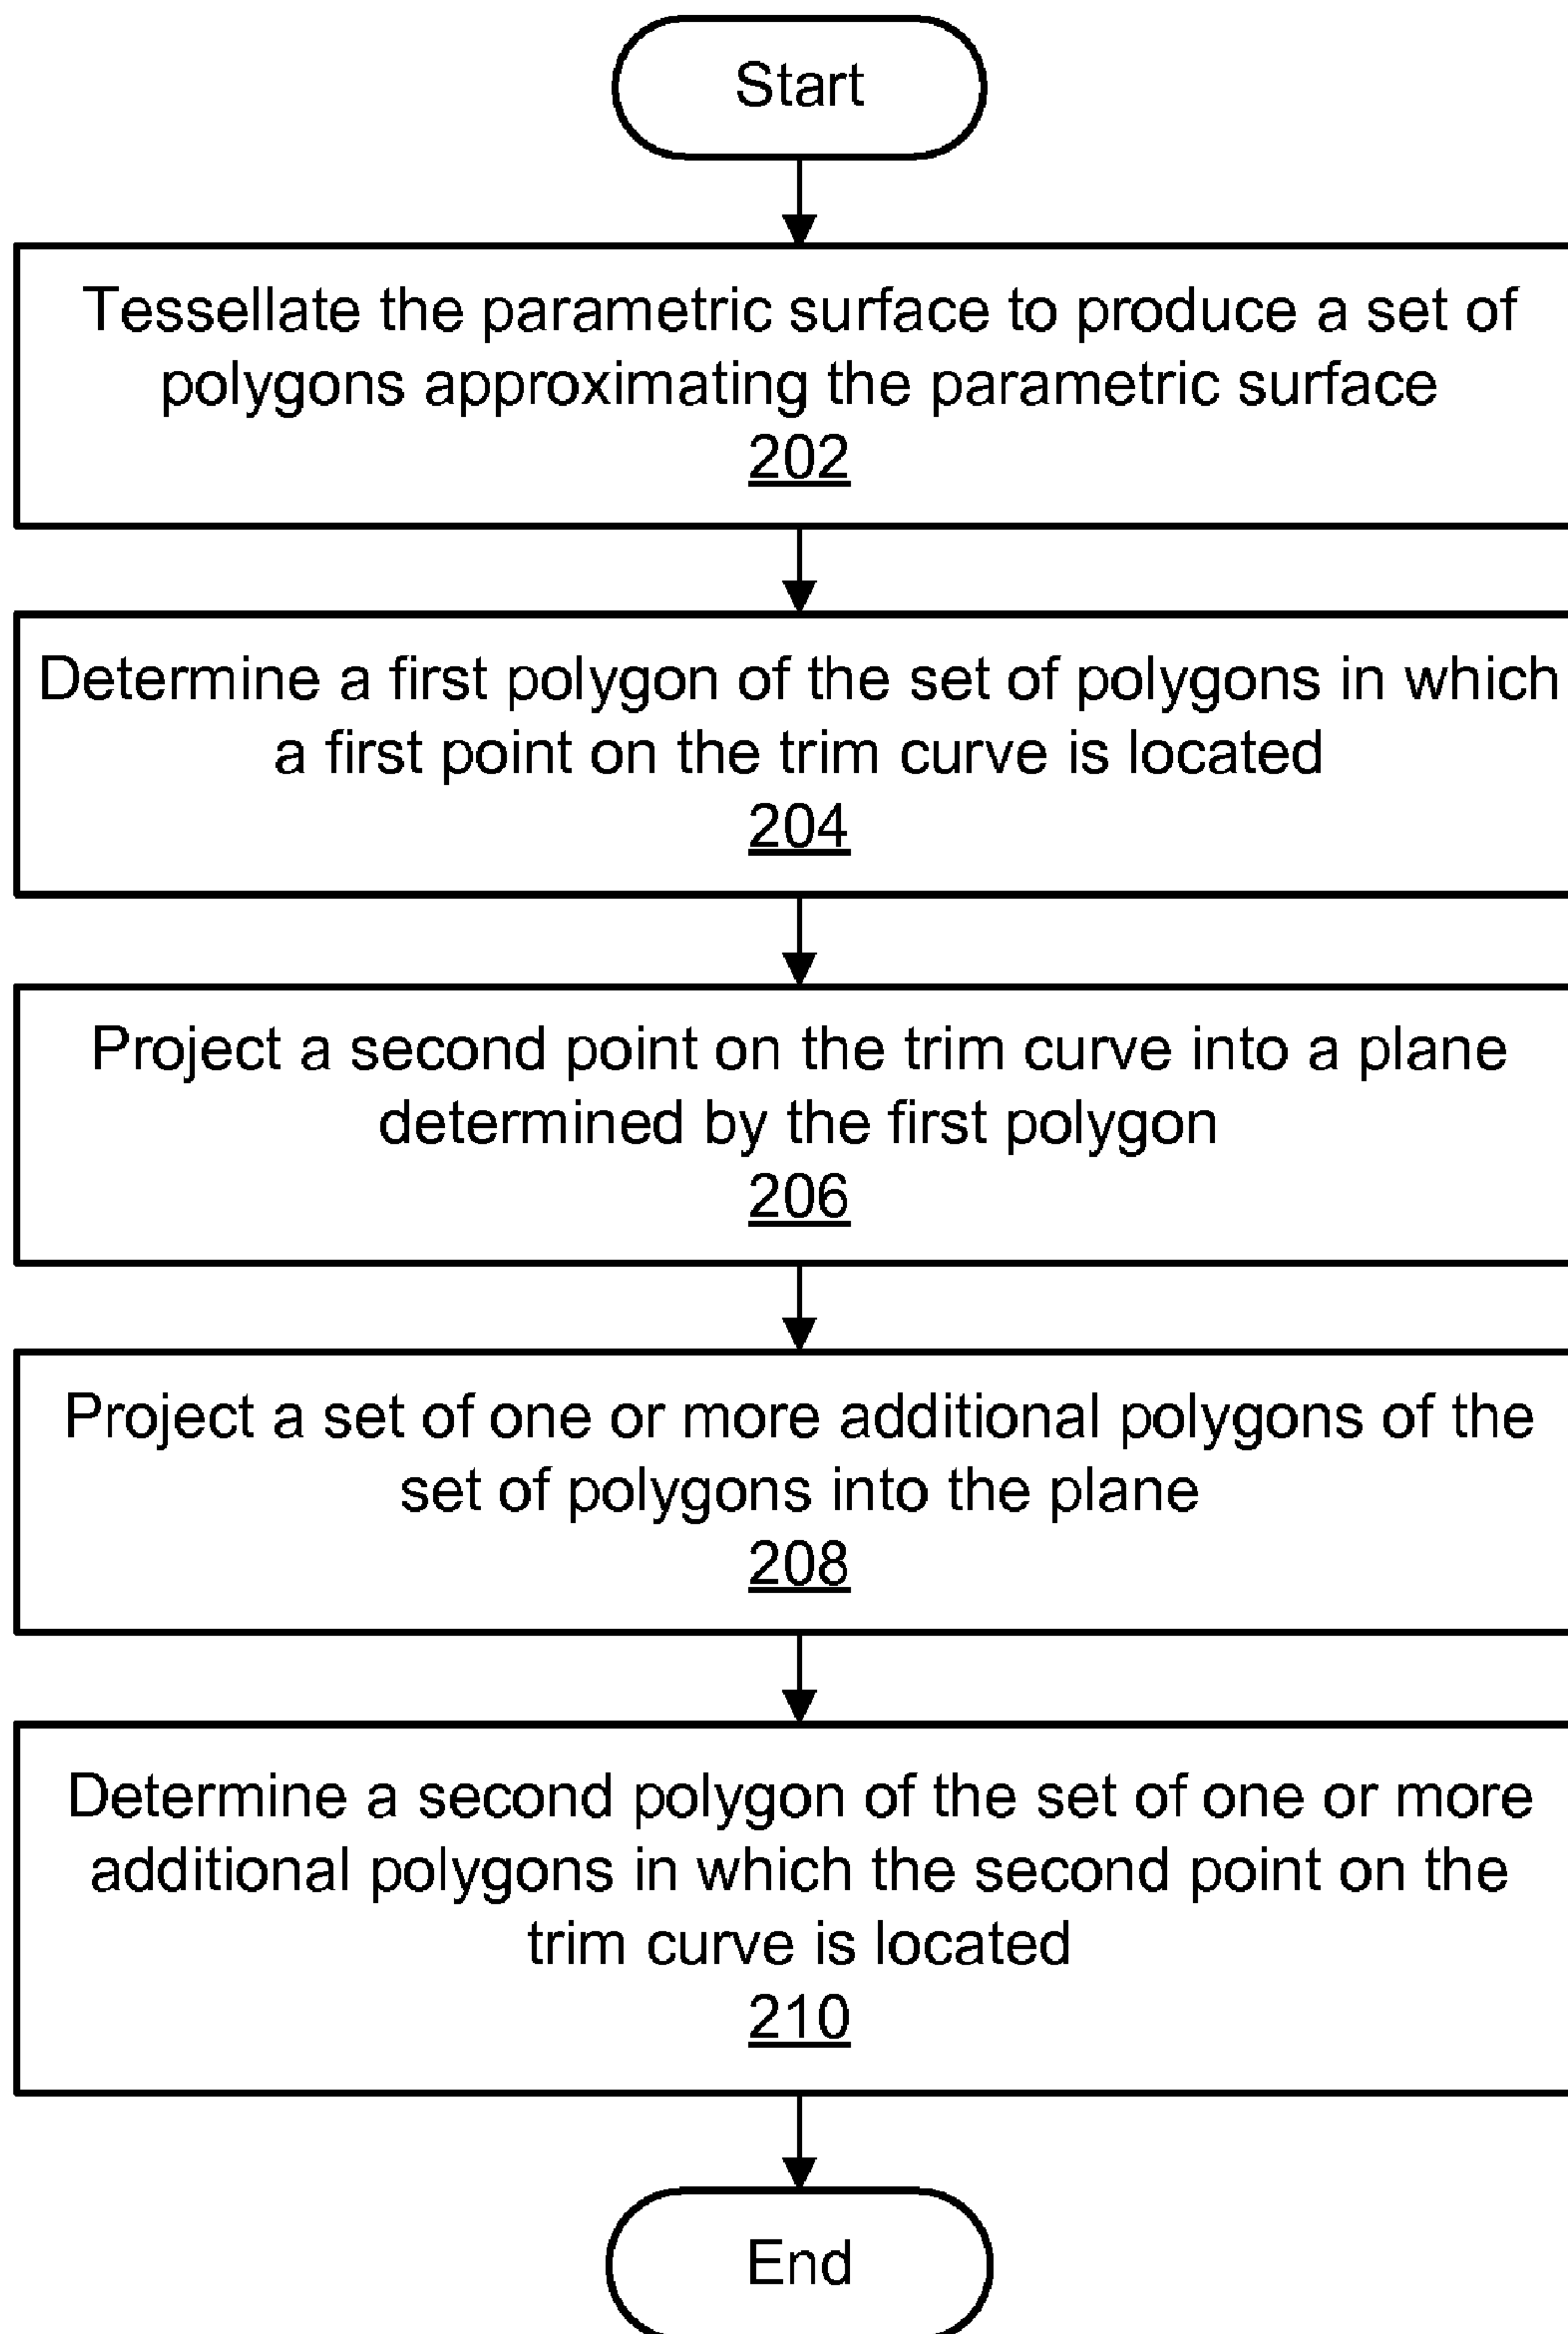 Start
Tessellate the parametric surface to produce a set of
polygons approximating the parametric surface
202
Determine a first polygon of the set of polygons in which
a first point on the trim curve is located
204
Project a second point on the trim curve into a plane
determined by the first polygon
206
Project a set of one or more additional polygons of the
set of polygons into the plane
208
Determine a second polygon of the set of one or more
additional polygons in which the second point on the
trim curve is located
210
End